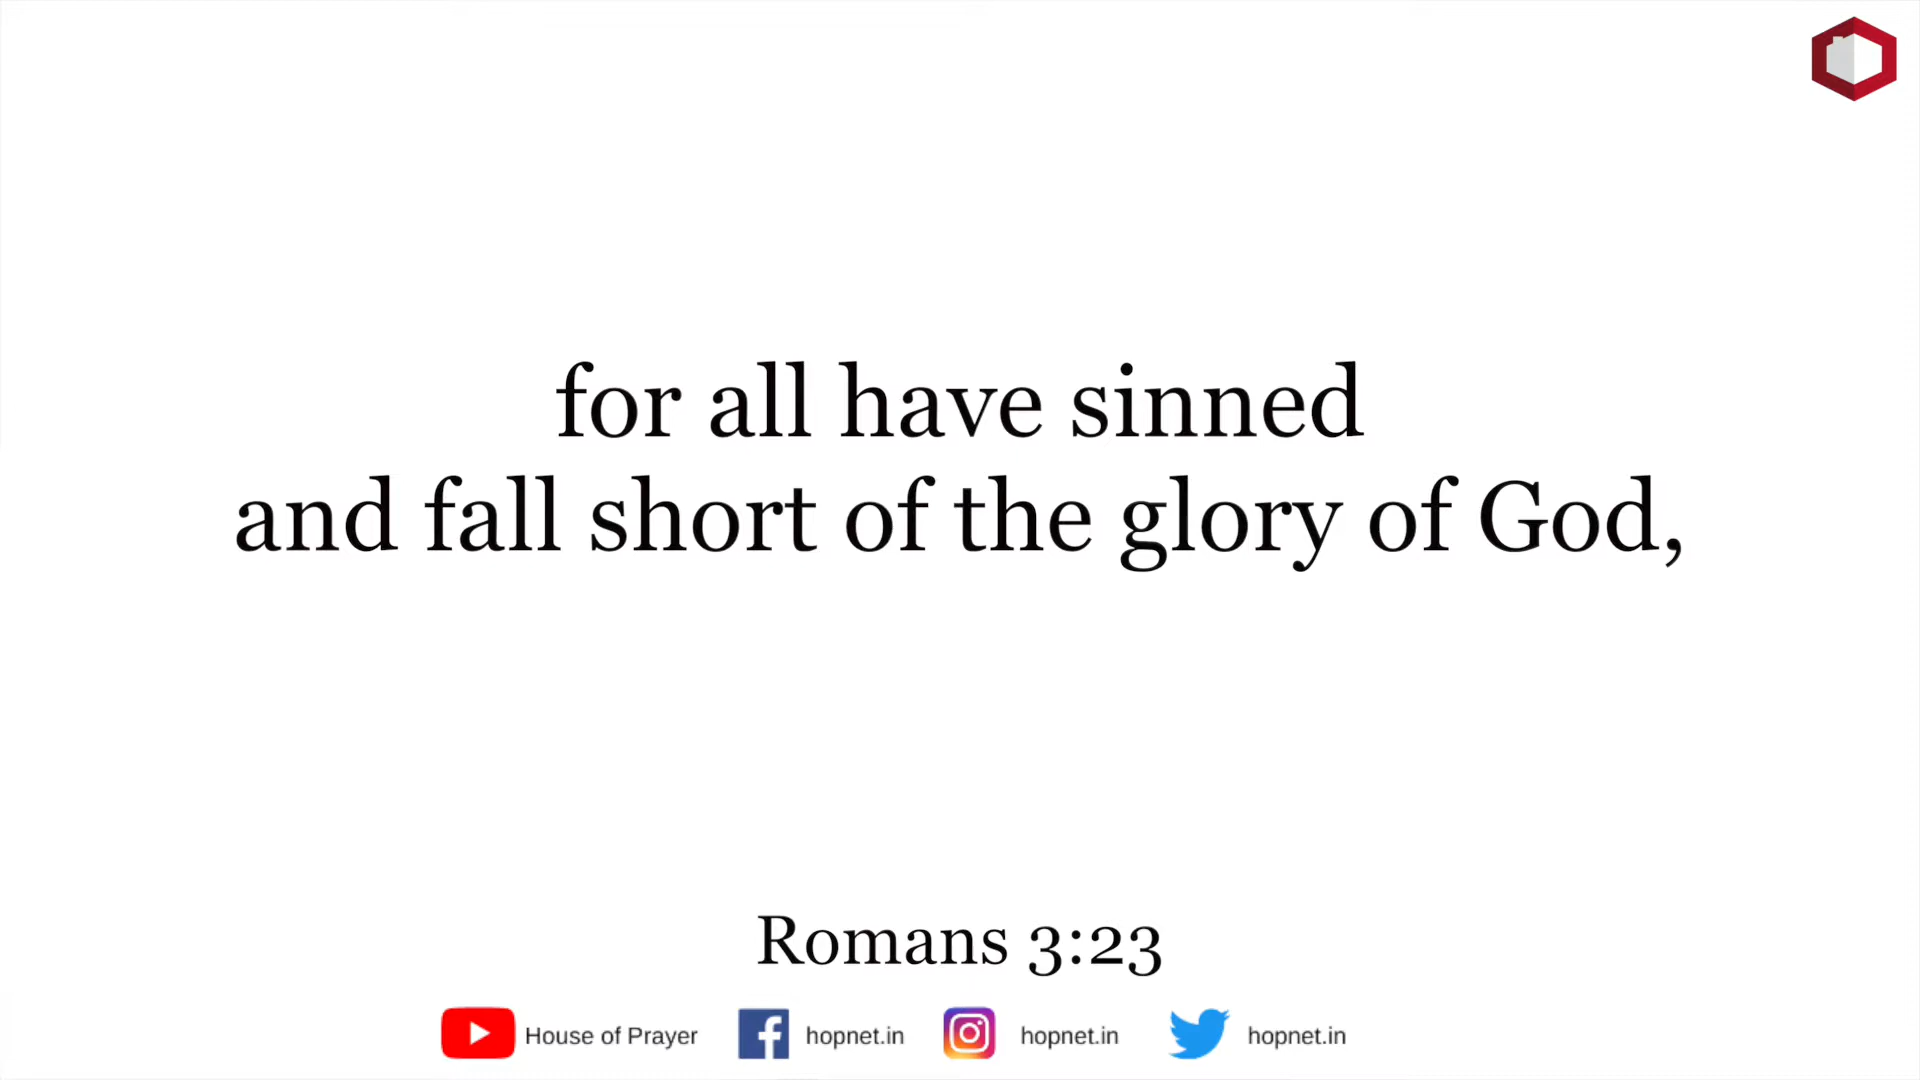 for all have sinned
and fall short of the glory of God,
Romans 3:23
House of Prayer hopnet.in hopnet.in hopnet.in